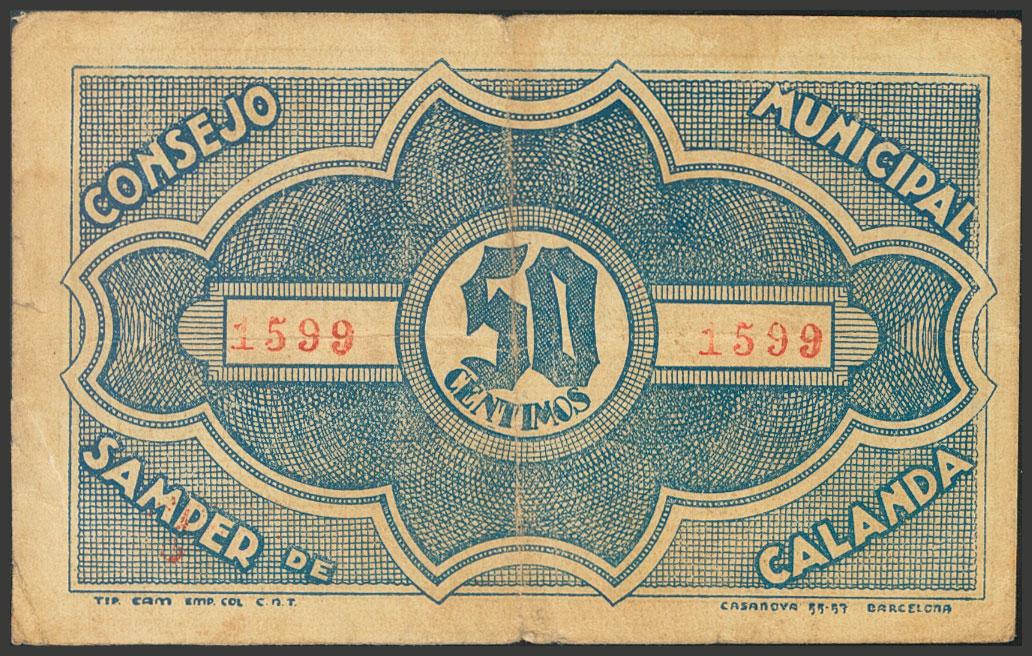 CONSEJO MUNICIPAL
1599 50 1599
CENTIMOS
SAMPER DE CALANDA
TIP. CAM EMP. COL C.N.T. CASANOVA 55-57 BARCELONA